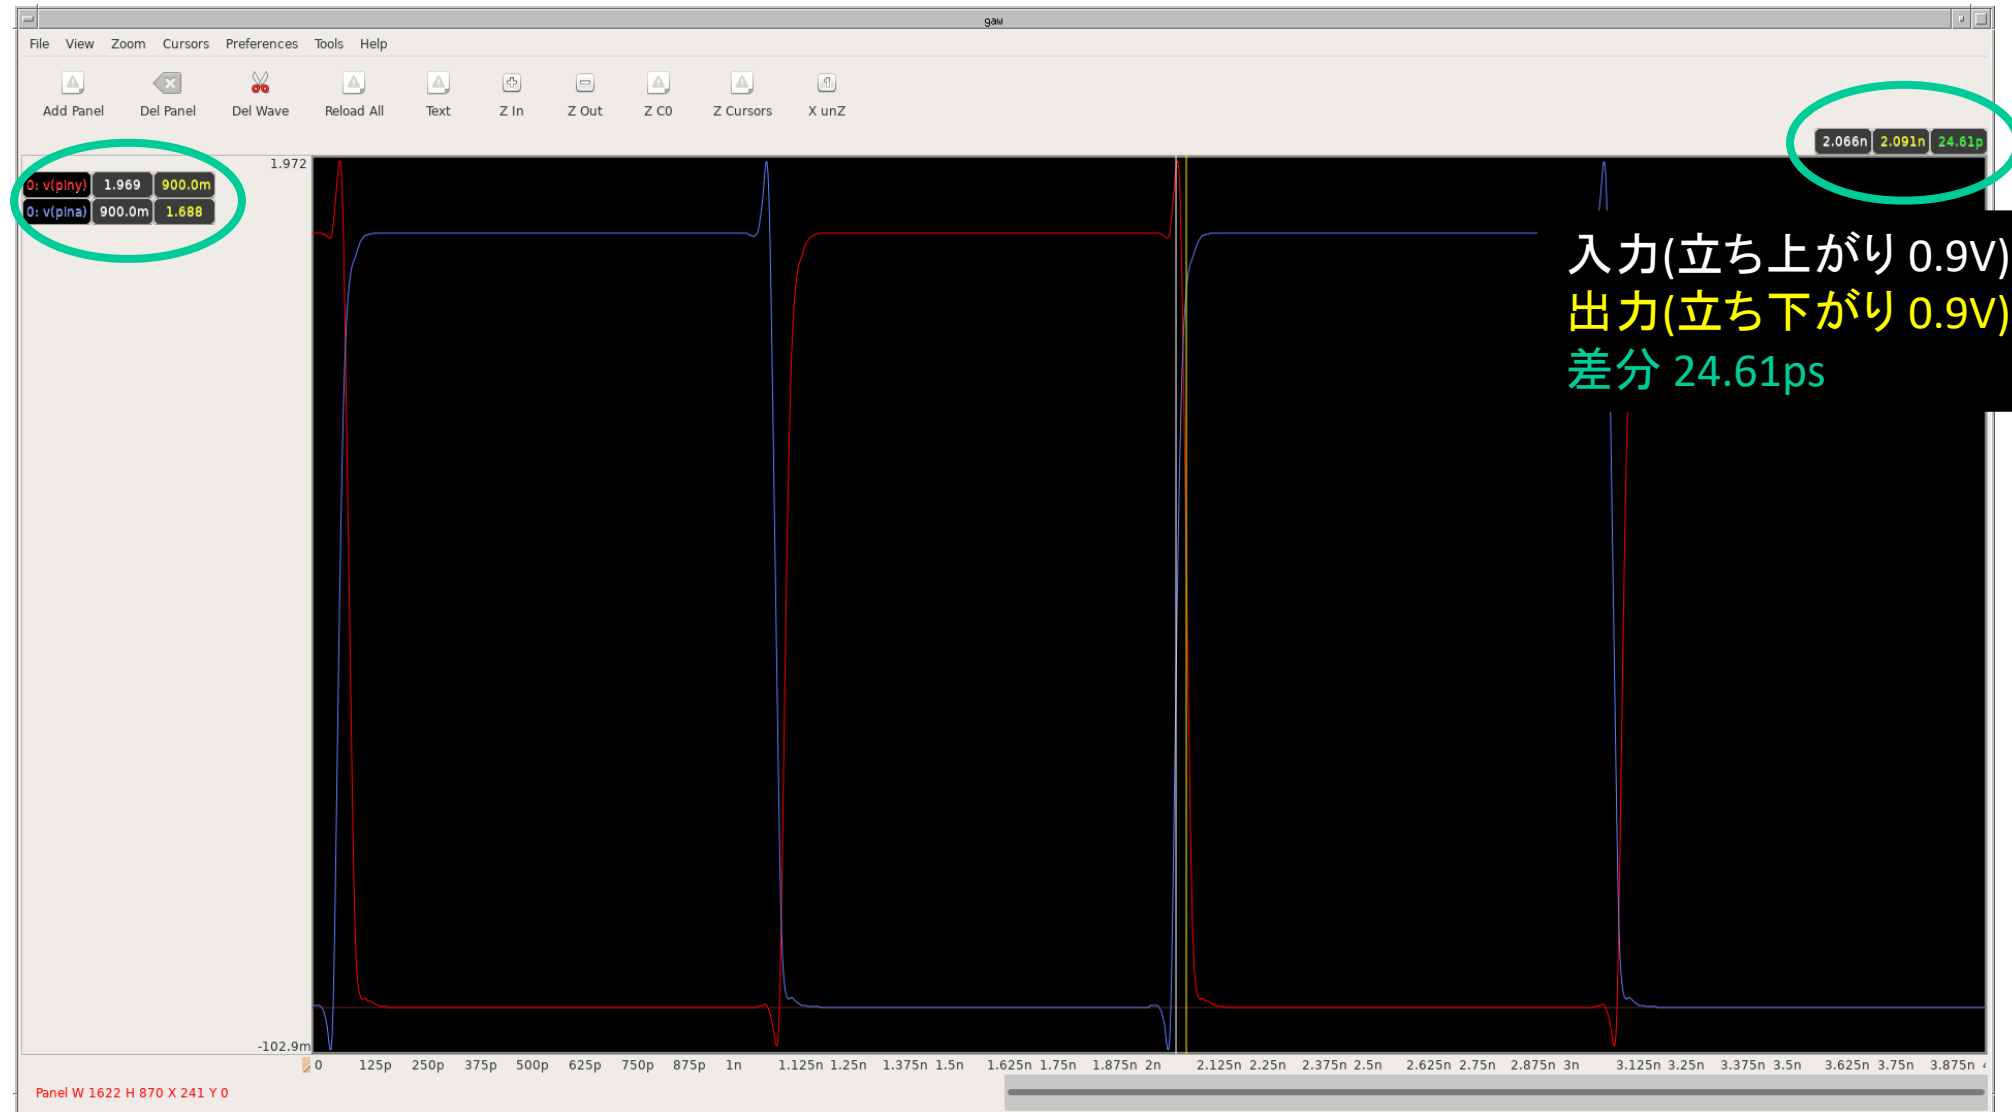 gaw
File View Zoom Cursors Preferences Tools Help
Add Panel Del Panel Del Wave Reload All Text Z In Z Out Z C0 Z Cursors X unZ
2.066n 2.091n 24.61p
1.972
0: v(piny) 1.969 900.0m
0: v(pina) 900.0m 1.688
入力(立ち上がり 0.9V)
出力(立ち下がり 0.9V)
差分 24.61ps
-102.9m
0 125p 250p 375p 500p 625p 750p 875p 1n 1.125n 1.25n 1.375n 1.5n 1.625n 1.75n 1.875n 2n 2.125n 2.25n 2.375n 2.5n 2.625n 2.75n 2.875n 3n 3.125n 3.25n 3.375n 3.5n 3.625n 3.75n 3.875n
Panel W 1622 H 870 X 241 Y 0